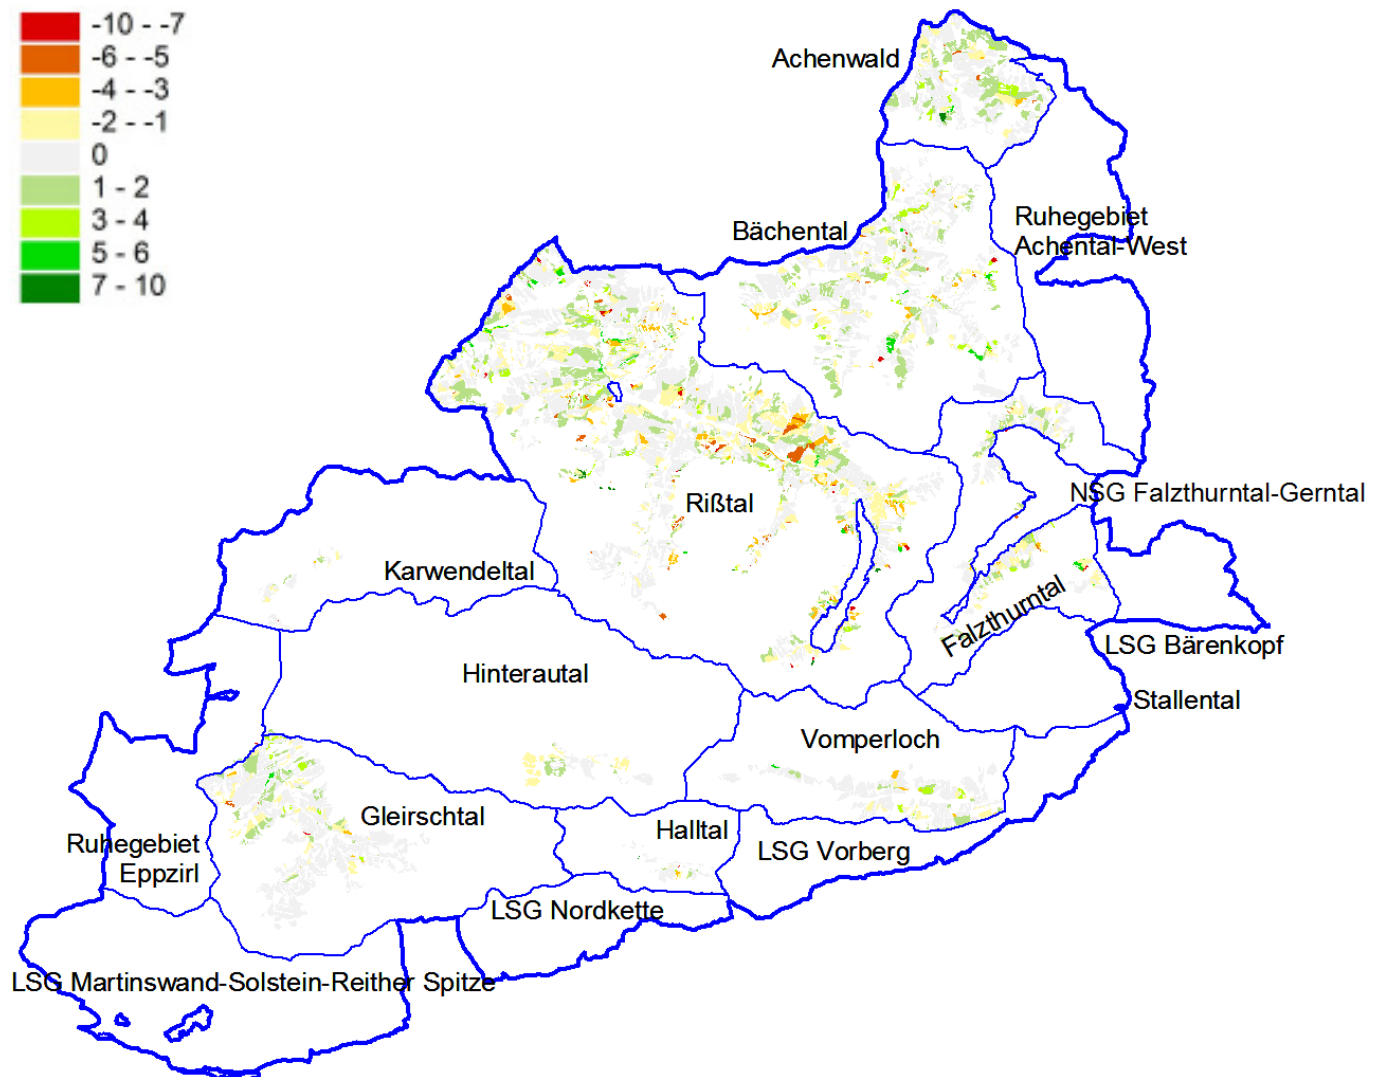 -10 - -7
-6 - -5
-4 - -3
-2 - -1
0
1 - 2
3 - 4
5 - 6
7 - 10
Achenwald
Bächental
Ruhegebiet
Achental-West
NSG Falzthurntal-Gerntal
Rißtal
Karwendeltal
Falzthurntal
LSG Bärenkopf
Hinterautal
Stallental
Vomperloch
Gleirschtal
Halltal
Ruhegebiet
Eppzirl
LSG Vorberg
LSG Nordkette
LSG Martinswand-Solstein-Reither Spitze